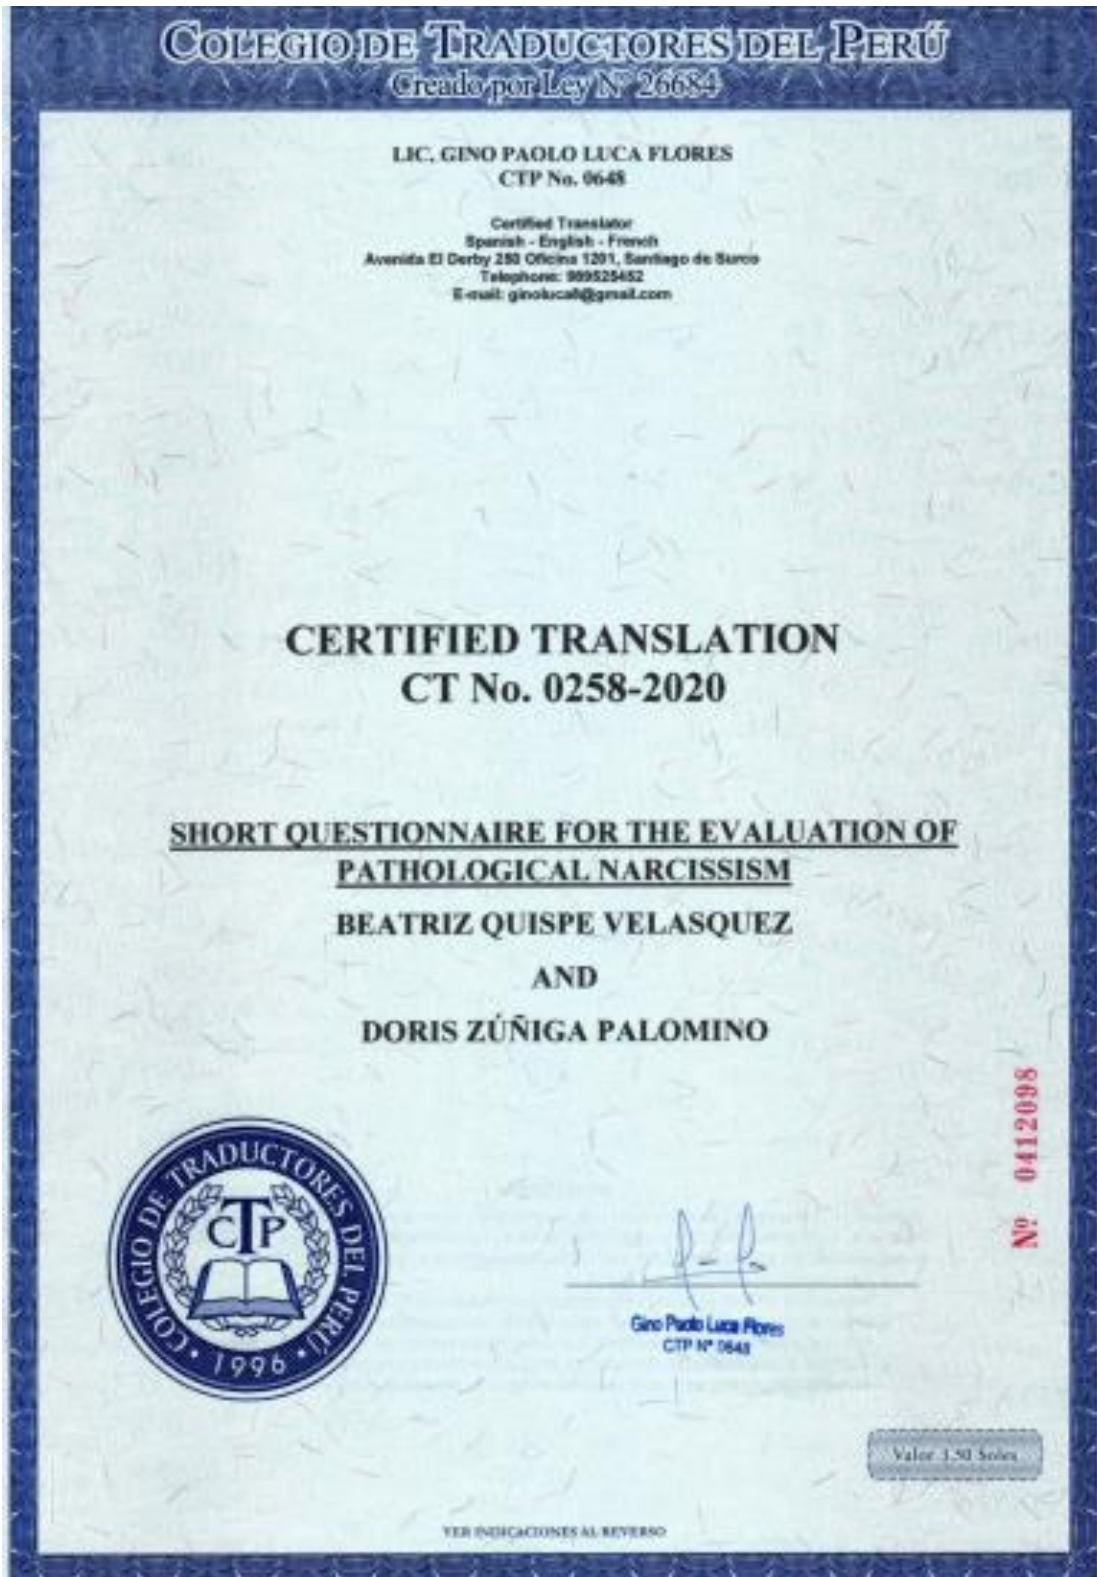 COLEGIO DE TRADUCTORES DEL PERÚ
Creado por Ley N° 26684
LIC. GINO PAOLO LUCA FLORES
CTP No. 0648
Certified Translator
Spanish - English - French
Avenida El Derby 250 Oficina 1201, Santiago de Surco
Telephone: 989525452
E-mail: ginoluca8@gmail.com
CERTIFIED TRANSLATION
CT No. 0258-2020
SHORT QUESTIONNAIRE FOR THE EVALUATION OF
PATHOLOGICAL NARCISSISM
BEATRIZ QUISPE VELASQUEZ
AND
DORIS ZÚÑIGA PALOMINO
Nº 0412098
COLEGIO DE TRADUCTORES DEL PERÚ
CTP
· 1996 ·
Gino Paolo Luca Flores
CTP N° 0648
Valor 1.50 Soles
VER INDICACIONES AL REVERSO